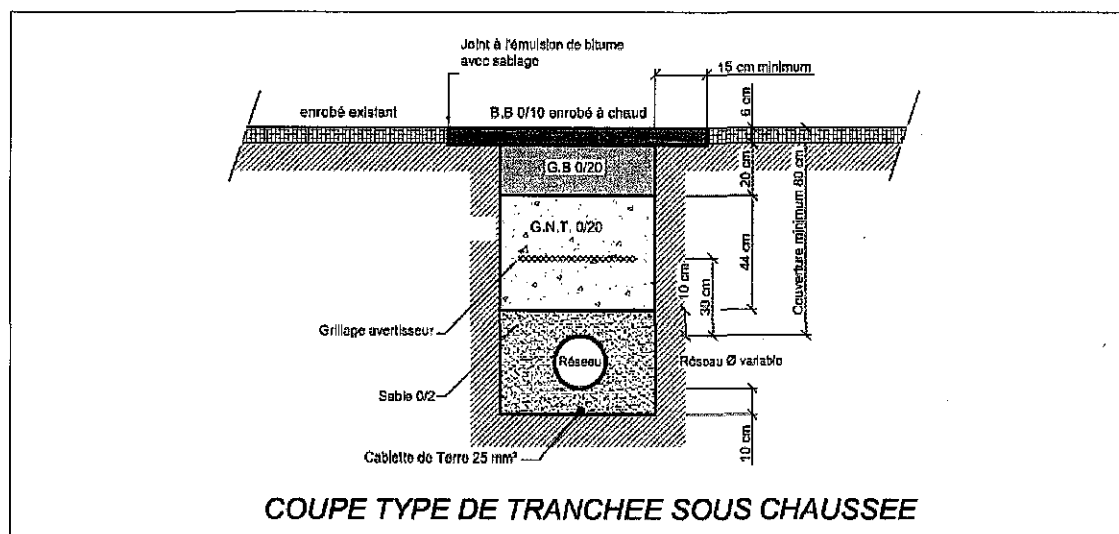 Joint à l'émulsion de bitume
avec sablage
15 cm minimum
enrobé existant
B.B 0/10 enrobé à chaud
6 cm
G.B 0/20
20 cm
Couverture minimum 80 cm
G.N.T. 0/20
44 cm
10 cm
30 cm
Grillage avertisseur
Réseau
Réseau Ø variable
Sable 0/2
10 cm
Cablette de Terre 25 mm²
COUPE TYPE DE TRANCHEE SOUS CHAUSSEE